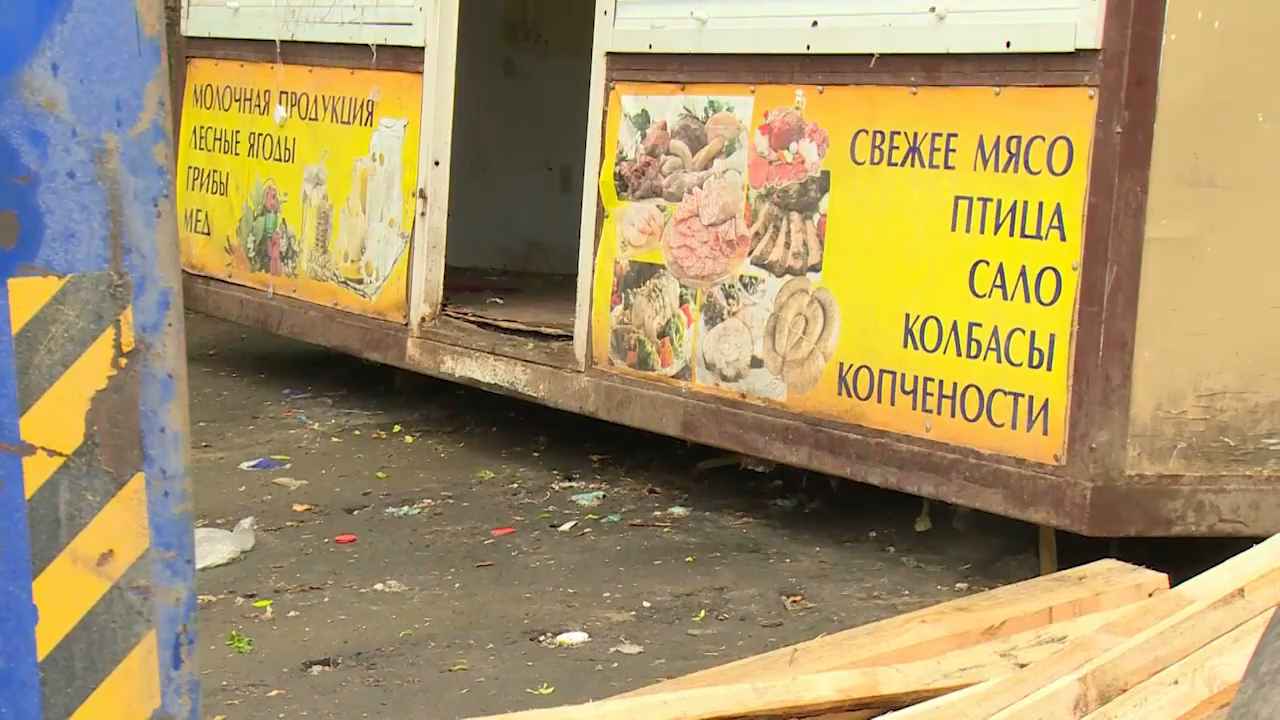 МОЛОЧНАЯ ПРОДУКЦИЯ
ЛЕСНЫЕ ЯГОДЫ
ГРИБЫ
МЕД
СВЕЖЕЕ МЯСО
ПТИЦА
САЛО
КОЛБАСЫ
КОПЧЕНОСТИ